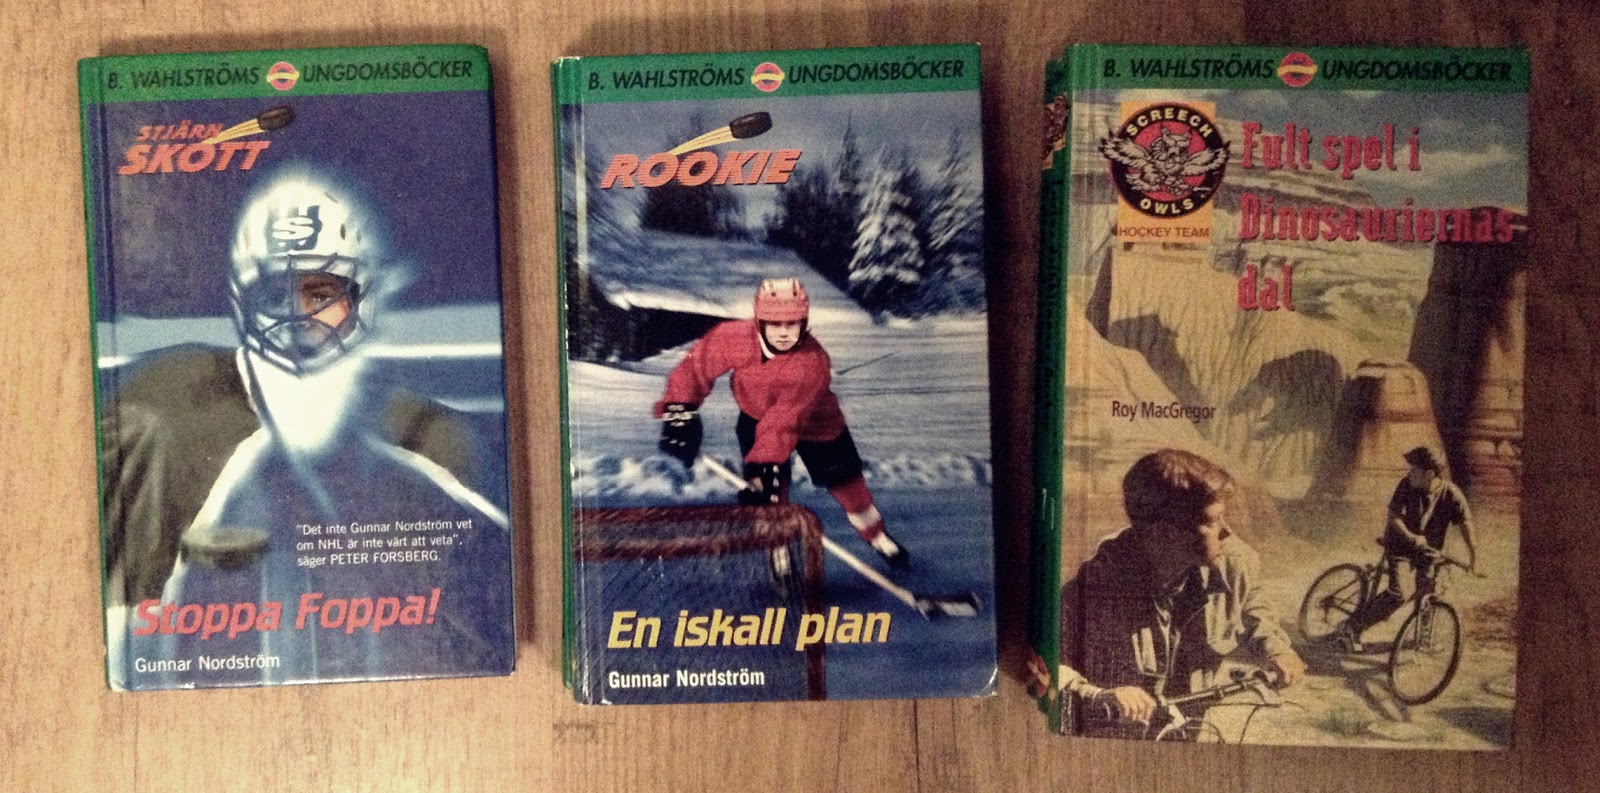 B. WAHLSTRÖMS UNGDOMSBÖCKER
STJÄRN
SKOTT
S
"Det inte Gunnar Nordström vet
om NHL är inte värt att veta",
säger PETER FORSBERG.
Stoppa Foppa!
Gunnar Nordström
B. WAHLSTRÖMS UNGDOMSBÖCKER
ROOKIE
En iskall plan
Gunnar Nordström
B. WAHLSTRÖMS UNGDOMSBÖCKER
SCREECH
OWLS
HOCKEY TEAM
Fult spel i
Dinosauriernas
dal
Roy MacGregor